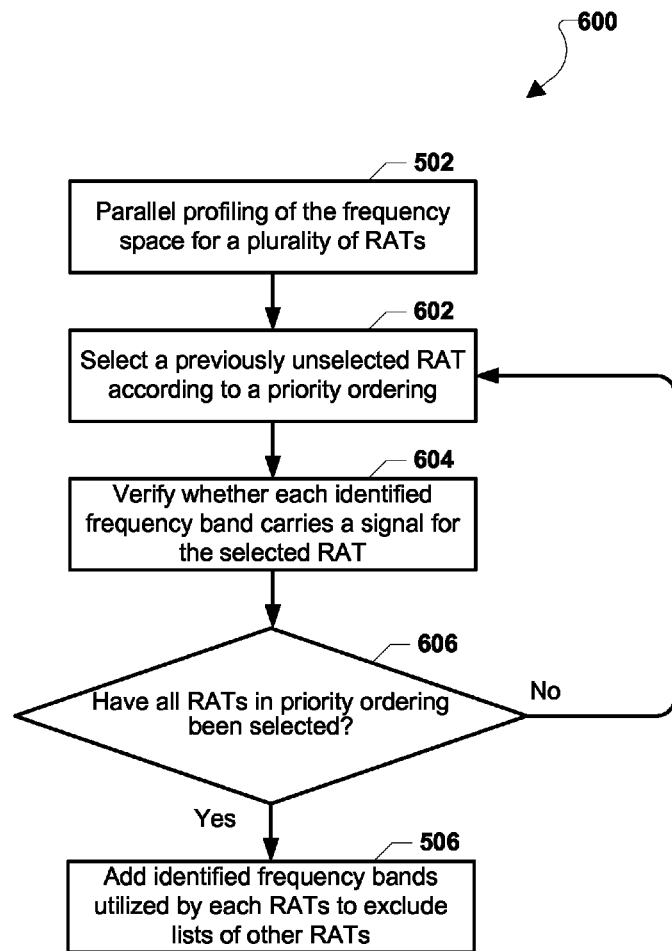 600
502
Parallel profiling of the frequency
space for a plurality of RATs
602
Select a previously unselected RAT
according to a priority ordering
604
Verify whether each identified
frequency band carries a signal for
the selected RAT
606
Have all RATs in priority ordering
been selected?
No
Yes
506
Add identified frequency bands
utilized by each RATs to exclude
lists of other RATs